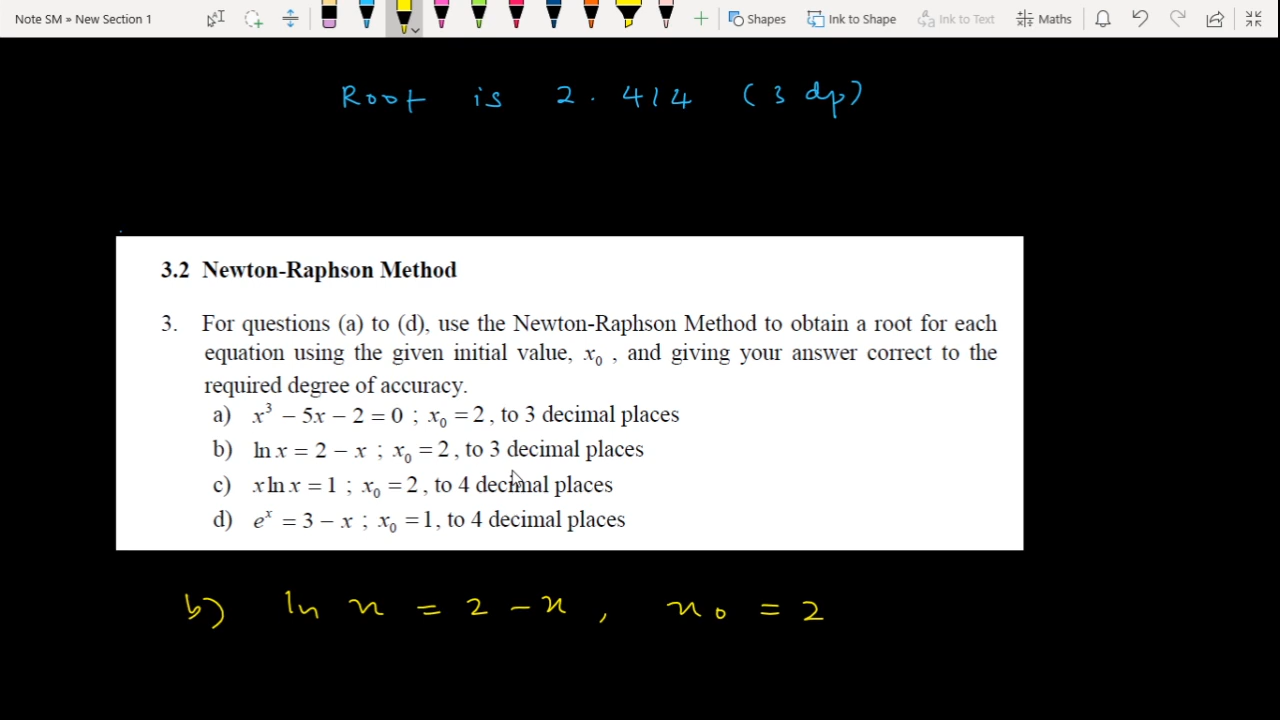 Note SM » New Section 1 Shapes Ink to Shape Ink to Text Maths
Root is 2.414 (3 dp)
3.2 Newton-Raphson Method
3. For questions (a) to (d), use the Newton-Raphson Method to obtain a root for each
equation using the given initial value, x₀ , and giving your answer correct to the
required degree of accuracy.
a) x³ – 5x – 2 = 0 ; x₀ = 2 , to 3 decimal places
b) ln x = 2 – x ; x₀ = 2 , to 3 decimal places
c) x ln x = 1 ; x₀ = 2 , to 4 decimal places
d) eˣ = 3 – x ; x₀ = 1, to 4 decimal places
b) ln x = 2 – x , x₀ = 2